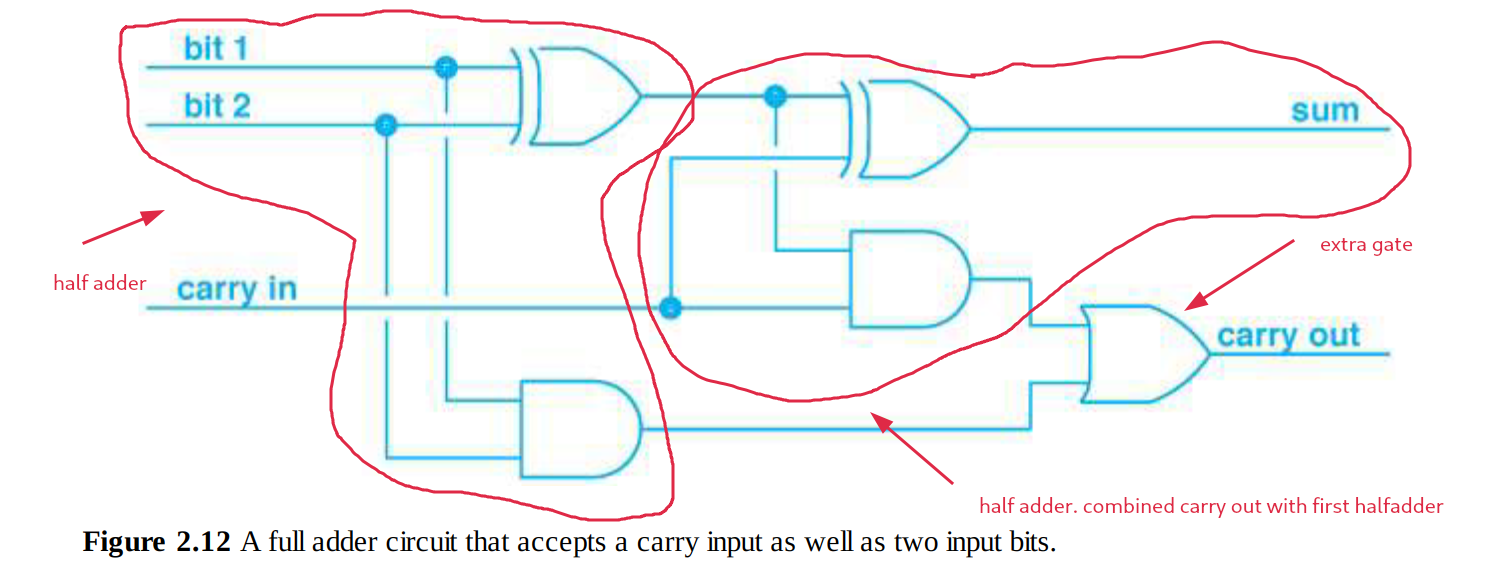 bit 1
bit 2
sum
extra gate
half adder
carry in
carry out
half adder. combined carry out with first halfadder
Figure 2.12 A full adder circuit that accepts a carry input as well as two input bits.